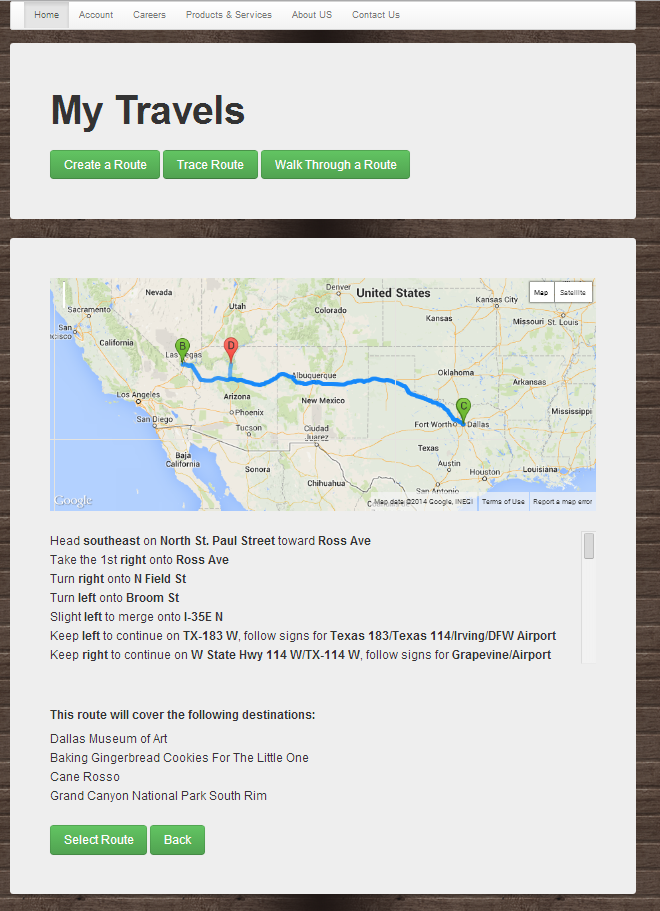 Home Account Careers Products & Services About US Contact Us
My Travels
Create a Route Trace Route Walk Through a Route
Map Satellite
Denver
United States
Nevada
Kansas City
Utah
Sacramento
Colorado
Kansas
Missouri St. Louis
San
California
B
D
Las Vegas
Albuquerque
Oklahoma
Arkansas
Los Angeles
Arizona
New Mexico
C
Phoenix
Mississippi
San Diego
Fort Worth
Dallas
Tucson
Ciudad
Juarez
Texas
Baja
California
Sonora
Austin
Houston
Louisiana
Chihuahua
San Antonio
Google
Map data ©2014 Google, INEGI
Terms of Use
Report a map error
Head southeast on North St. Paul Street toward Ross Ave
Take the 1st right onto Ross Ave
Turn right onto N Field St
Turn left onto Broom St
Slight left to merge onto I-35E N
Keep left to continue on TX-183 W, follow signs for Texas 183/Texas 114/Irving/DFW Airport
Keep right to continue on W State Hwy 114 W/TX-114 W, follow signs for Grapevine/Airport
This route will cover the following destinations:
Dallas Museum of Art
Baking Gingerbread Cookies For The Little One
Cane Rosso
Grand Canyon National Park South Rim
Select Route Back